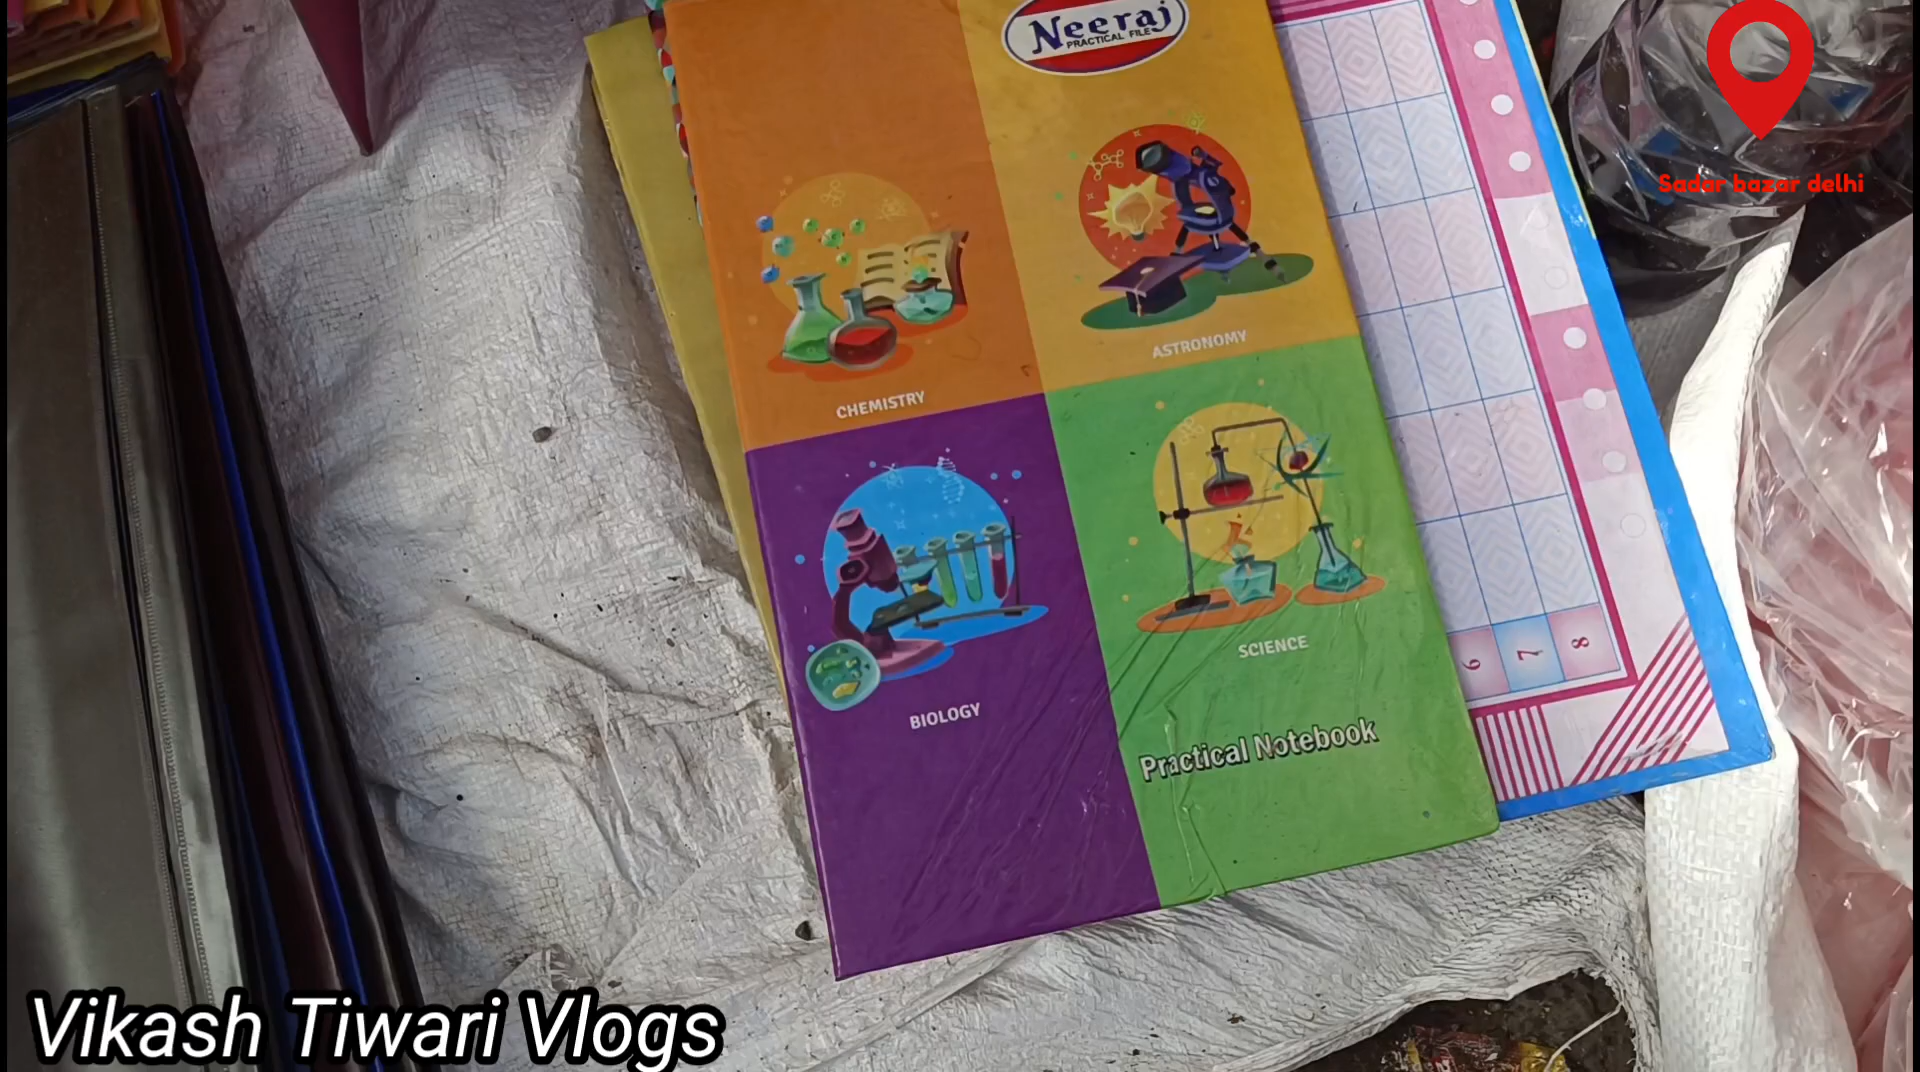 Neeraj
PRACTICAL FILE
Sadar bazar delhi
ASTRONOMY
CHEMISTRY
SCIENCE
BIOLOGY
6 7 8
Practical Notebook
Vikash Tiwari Vlogs